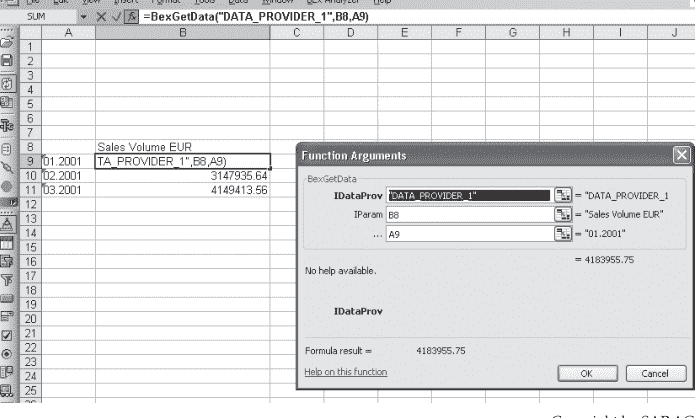 File Edit View Insert Format Tools Data Window BEx Analyzer Help
SUM =BexGetData("DATA_PROVIDER_1",B8,A9)
A B C D E F G H I J
1
2
3
4
5
6
7
8 Sales Volume EUR
9 01.2001 TA_PROVIDER_1",B8,A9)
10 02.2001 3147935.64
11 03.2001 4149413.56
12
13
14
15
16
17
18
19
20
21
22
23
24
25
Function Arguments
BexGetData
IDataProv "DATA_PROVIDER_1" = "DATA_PROVIDER_1
IParam B8 = "Sales Volume EUR"
... A9 = "01.2001"
= 4183955.75
No help available.
IDataProv
Formula result = 4183955.75
Help on this function
OK Cancel